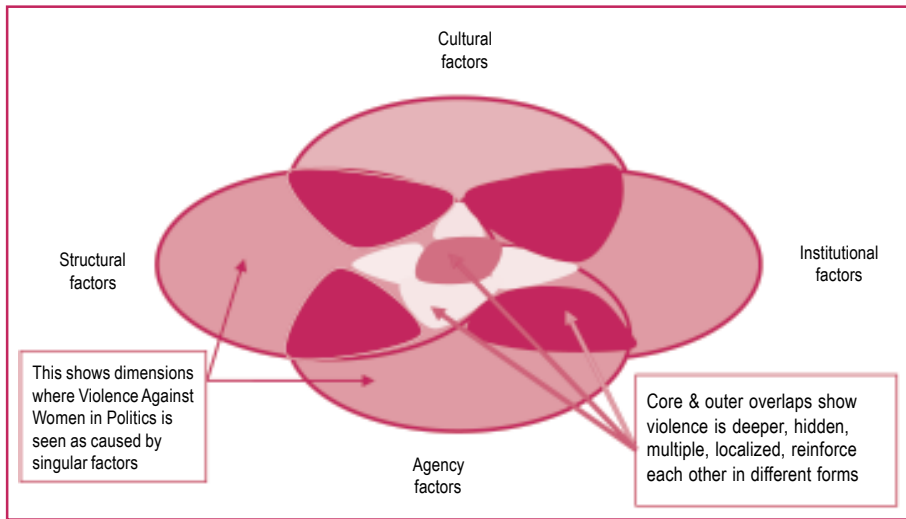 Cultural
factors
Structural
factors
Institutional
factors
This shows dimensions
where Violence Against
Women in Politics is
seen as caused by
singular factors
Agency
factors
Core & outer overlaps show
violence is deeper, hidden,
multiple, localized, reinforce
each other in different forms